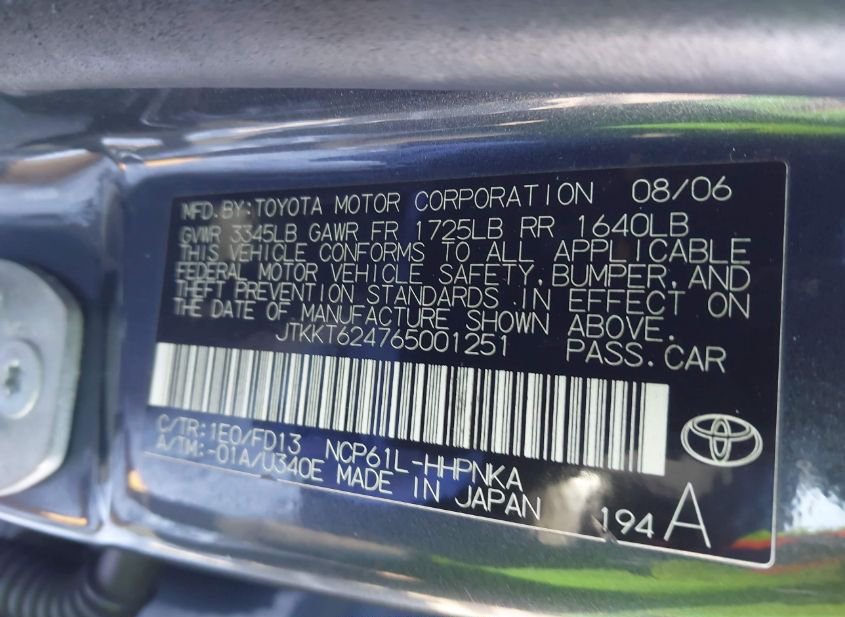 MFD. BY: TOYOTA MOTOR CORPORATION 08/06
GVWR 3345LB GAWR FR 1725LB RR 1640LB
THIS VEHICLE CONFORMS TO ALL APPLICABLE
FEDERAL MOTOR VEHICLE SAFETY, BUMPER, AND
THEFT PREVENTION STANDARDS IN EFFECT ON
THE DATE OF MANUFACTURE SHOWN ABOVE.
JTKKT624765001251 PASS. CAR
C/TR: 1E0/FD13 NCP61L-HHPNKA
A/TM: -01A/U340E MADE IN JAPAN
194 A